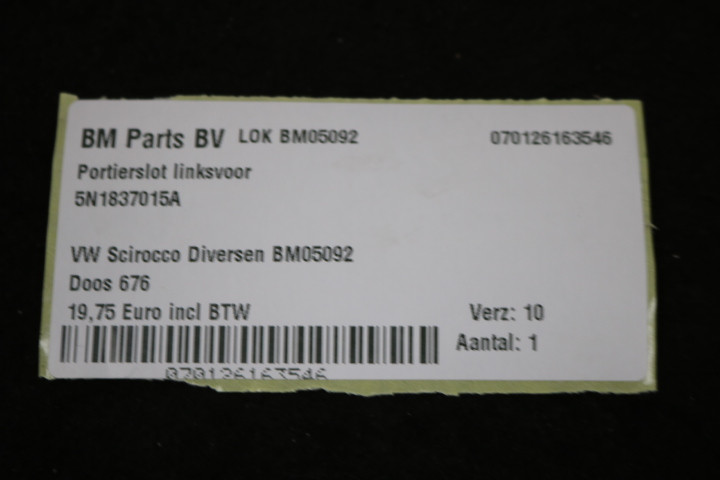 BM Parts BV LOK BM05092 070126163546
Portierslot linksvoor
5N1837015A
VW Scirocco Diversen BM05092
Doos 676
19,75 Euro incl BTW Verz: 10
Aantal: 1
070126163546